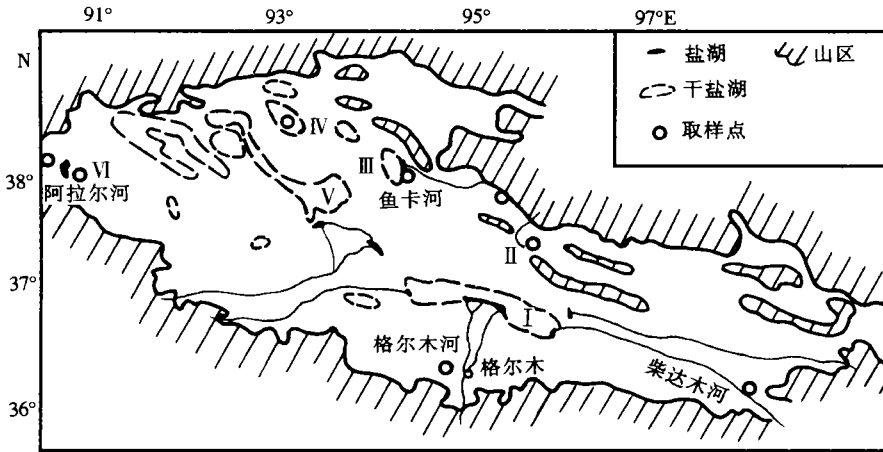 91° 93° 95° 97°E
N
盐湖 山区
干盐湖
取样点
IV
III
VI
38°
阿拉尔河
V
鱼卡河
II
37°
I
格尔木河
格尔木
柴达木河
36°